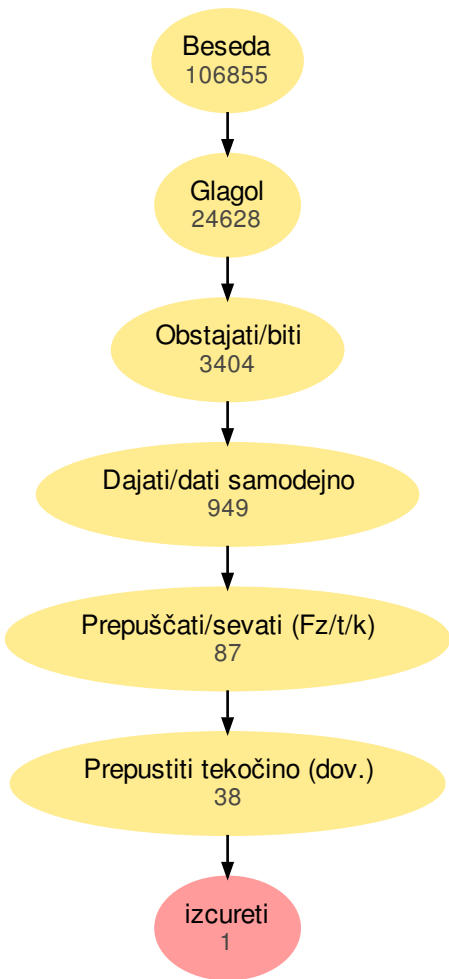 Beseda
106855
Glagol
24628
Obstajati/biti
3404
Dajati/dati samodejno
949
Prepuščati/sevati (Fz/t/k)
87
Prepustiti tekočino (dov.)
38
izcureti
1